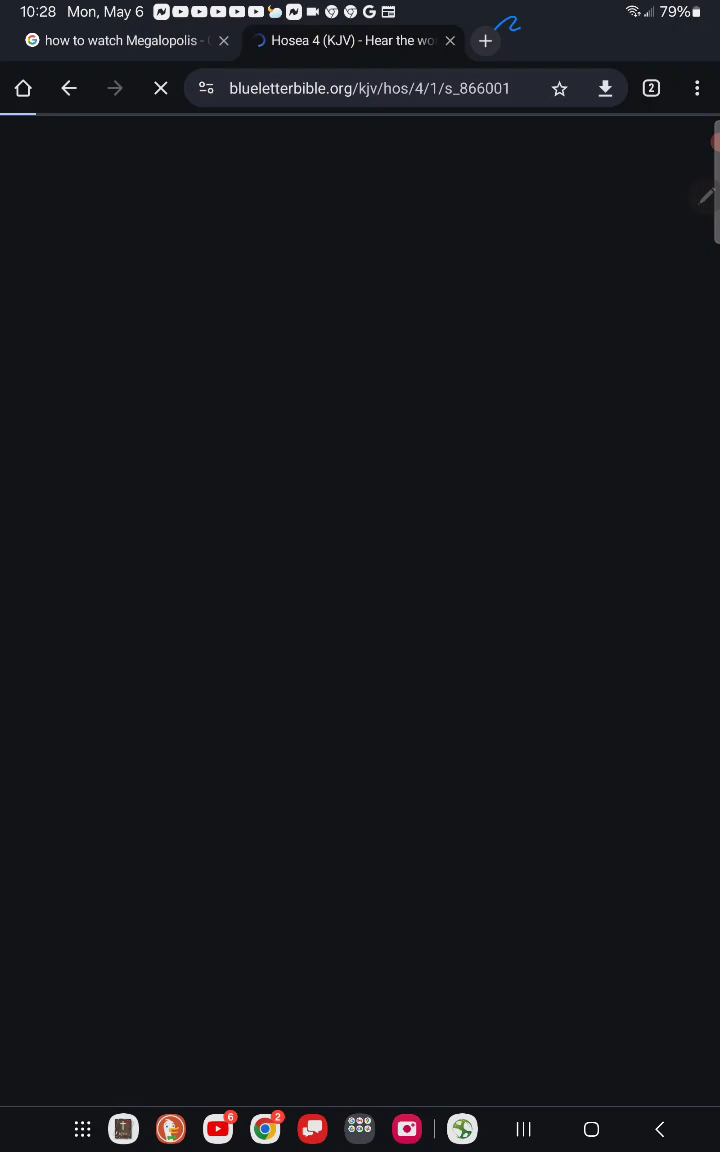 10:28 Mon, May 6
79%
how to watch Megalopolis -
Hosea 4 (KJV) - Hear the wo
blueletterbible.org/kjv/hos/4/1/s_866001
2
6
2